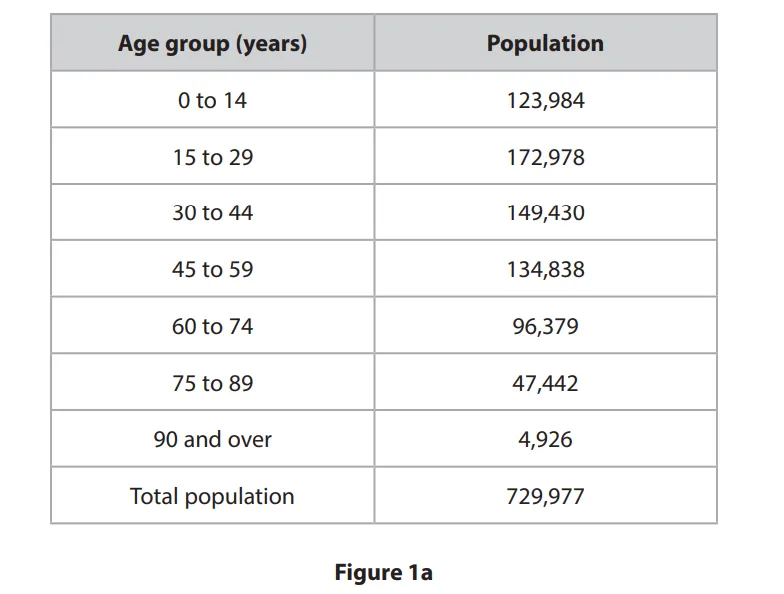 Age group (years) Population
0 to 14 123,984
15 to 29 172,978
30 to 44 149,430
45 to 59 134,838
60 to 74 96,379
75 to 89 47,442
90 and over 4,926
Total population 729,977
Figure 1a